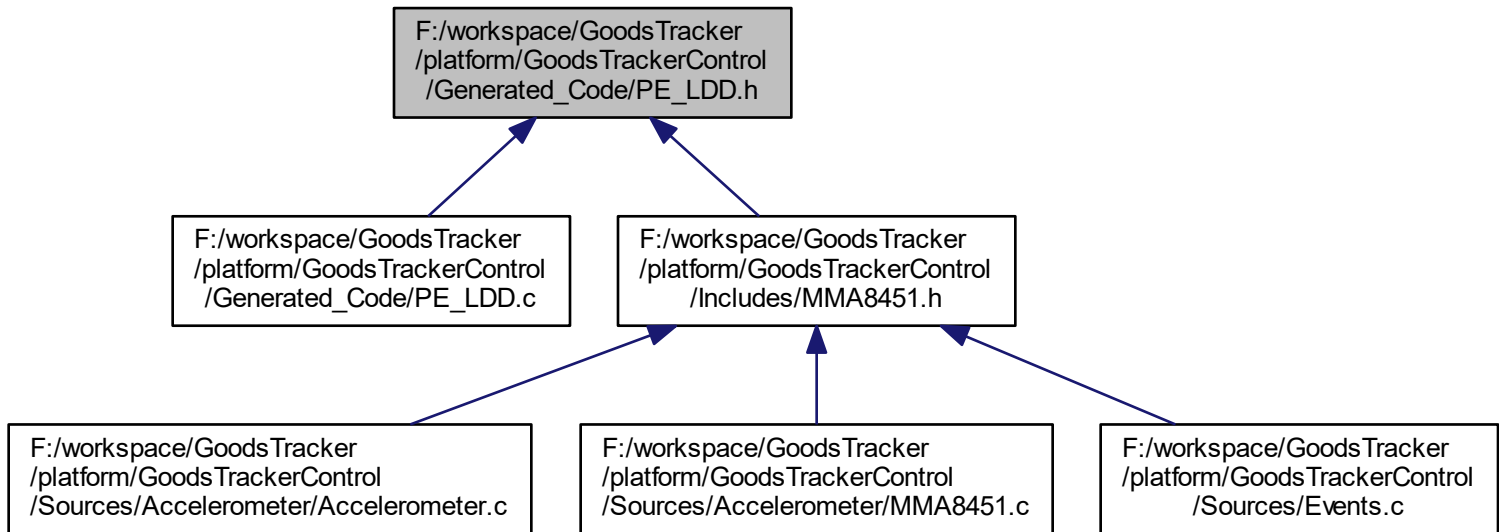 F:/workspace/GoodsTracker
/platform/GoodsTrackerControl
/Generated_Code/PE_LDD.h
F:/workspace/GoodsTracker
/platform/GoodsTrackerControl
/Generated_Code/PE_LDD.c
F:/workspace/GoodsTracker
/platform/GoodsTrackerControl
/Includes/MMA8451.h
F:/workspace/GoodsTracker
/platform/GoodsTrackerControl
/Sources/Accelerometer/Accelerometer.c
F:/workspace/GoodsTracker
/platform/GoodsTrackerControl
/Sources/Accelerometer/MMA8451.c
F:/workspace/GoodsTracker
/platform/GoodsTrackerControl
/Sources/Events.c